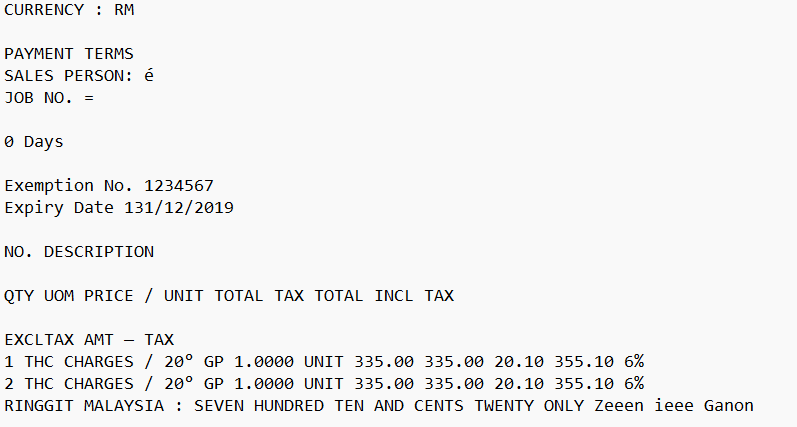 CURRENCY : RM
PAYMENT TERMS
SALES PERSON: é
JOB NO. =
0 Days
Exemption No. 1234567
Expiry Date 131/12/2019
NO. DESCRIPTION
QTY UOM PRICE / UNIT TOTAL TAX TOTAL INCL TAX
EXCLTAX AMT — TAX
1 THC CHARGES / 20° GP 1.0000 UNIT 335.00 335.00 20.10 355.10 6%
2 THC CHARGES / 20° GP 1.0000 UNIT 335.00 335.00 20.10 355.10 6%
RINGGIT MALAYSIA : SEVEN HUNDRED TEN AND CENTS TWENTY ONLY Zeeen ieee Ganon